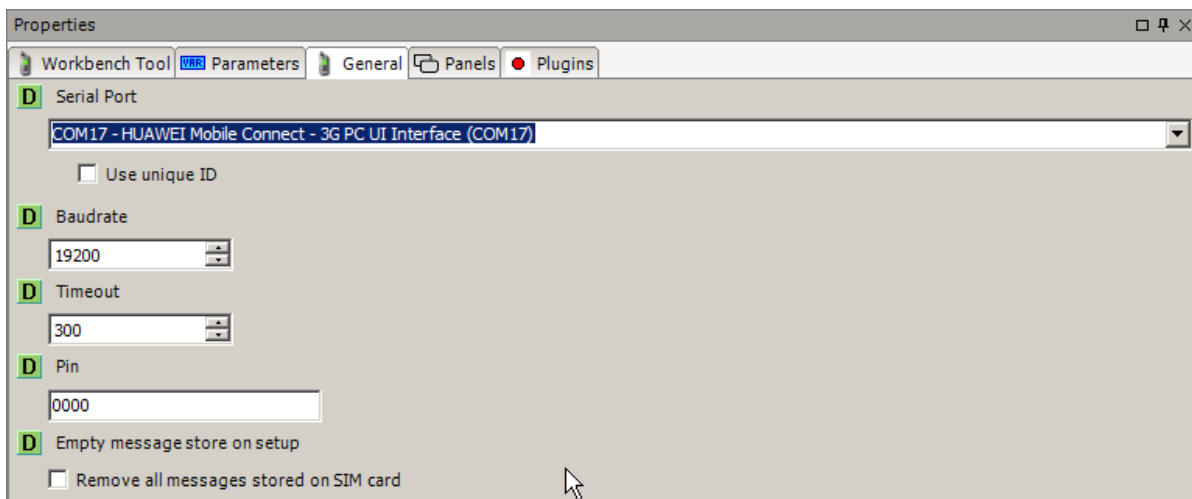 Properties
Workbench Tool VAR Parameters General Panels Plugins
D Serial Port
COM17 - HUAWEI Mobile Connect - 3G PC UI Interface (COM17)
Use unique ID
D Baudrate
19200
D Timeout
300
D Pin
0000
D Empty message store on setup
Remove all messages stored on SIM card